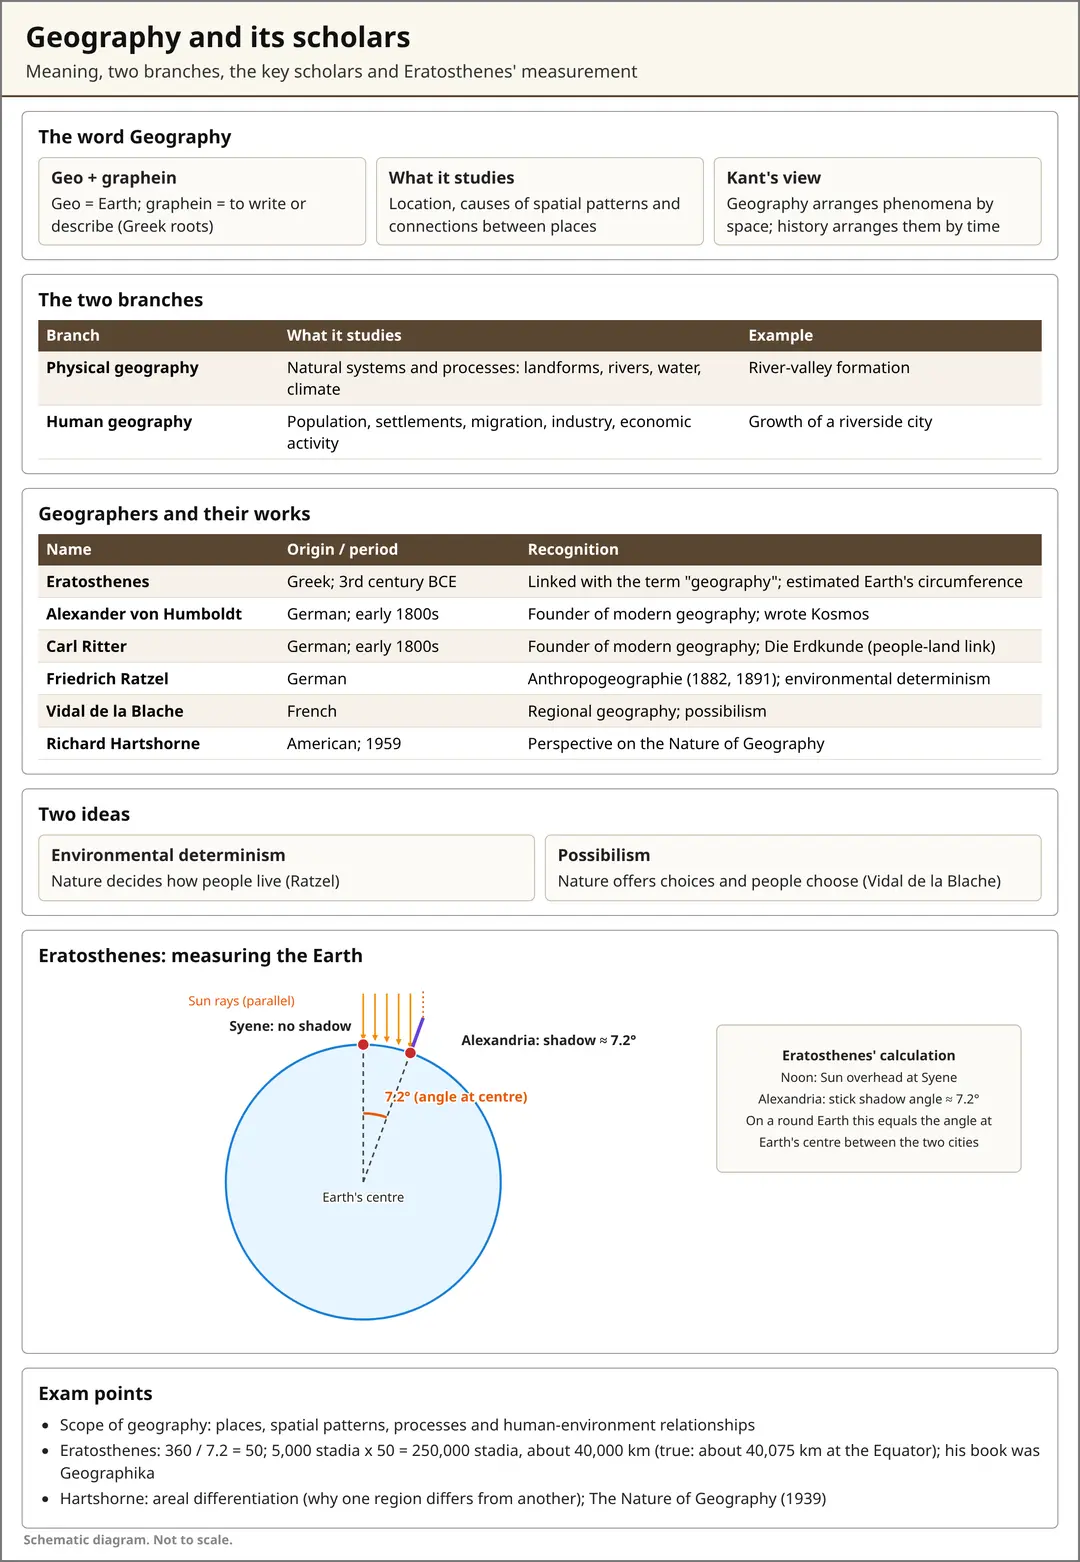 Geography and its scholars
Meaning, two branches, the key scholars and Eratosthenes' measurement
The word Geography
Geo + graphein
Geo = Earth; graphein = to write or
describe (Greek roots)
What it studies
Location, causes of spatial patterns and
connections between places
Kant's view
Geography arranges phenomena by
space; history arranges them by time
The two branches
Branch What it studies Example
Physical geography Natural systems and processes: landforms, rivers, water, River-valley formation
climate
Human geography Population, settlements, migration, industry, economic Growth of a riverside city
activity
Geographers and their works
Name Origin / period Recognition
Eratosthenes Greek; 3rd century BCE Linked with the term "geography"; estimated Earth's circumference
Alexander von Humboldt German; early 1800s Founder of modern geography; wrote Kosmos
Carl Ritter German; early 1800s Founder of modern geography; Die Erdkunde (people-land link)
Friedrich Ratzel German Anthropogeographie (1882, 1891); environmental determinism
Vidal de la Blache French Regional geography; possibilism
Richard Hartshorne American; 1959 Perspective on the Nature of Geography
Two ideas
Environmental determinism
Nature decides how people live (Ratzel)
Possibilism
Nature offers choices and people choose (Vidal de la Blache)
Eratosthenes: measuring the Earth
Sun rays (parallel)
Syene: no shadow
Alexandria: shadow ≈ 7.2°
7.2° (angle at centre)
Earth's centre
Eratosthenes' calculation
Noon: Sun overhead at Syene
Alexandria: stick shadow angle ≈ 7.2°
On a round Earth this equals the angle at
Earth's centre between the two cities
Exam points
• Scope of geography: places, spatial patterns, processes and human-environment relationships
• Eratosthenes: 360 / 7.2 = 50; 5,000 stadia x 50 = 250,000 stadia, about 40,000 km (true: about 40,075 km at the Equator); his book was
Geographika
• Hartshorne: areal differentiation (why one region differs from another); The Nature of Geography (1939)
Schematic diagram. Not to scale.